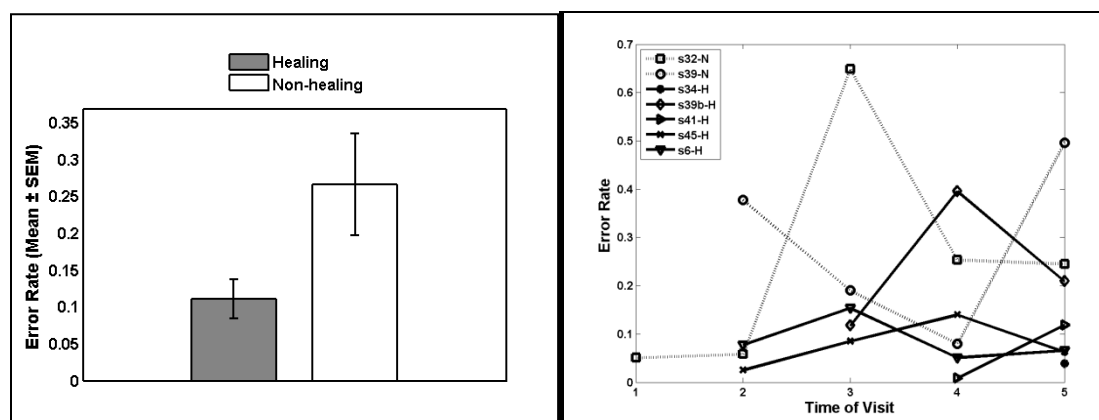 Healing
Non-healing
Error Rate (Mean ± SEM)
0.35
0.3
0.25
0.2
0.15
0.1
0.05
0
s32-N
s39-N
s34-H
s39b-H
s41-H
s45-H
s6-H
Error Rate
0.7
0.6
0.5
0.4
0.3
0.2
0.1
0
1 2 3 4 5
Time of Visit